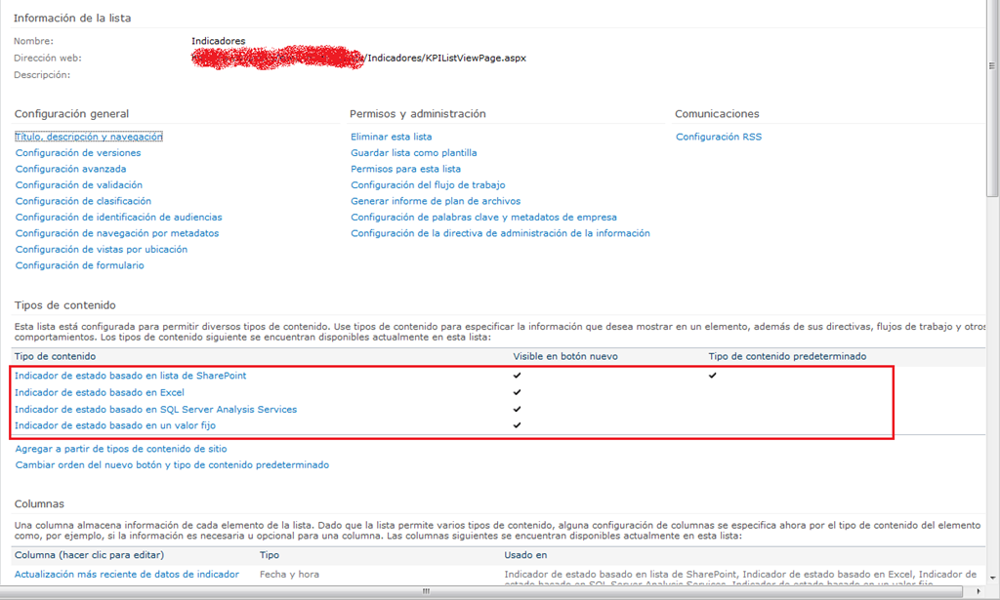 Información de la lista
Nombre: Indicadores
Dirección web: /Indicadores/KPIListViewPage.aspx
Descripción:
Configuración general Permisos y administración Comunicaciones
Título, descripción y navegación Eliminar esta lista Configuración RSS
Configuración de versiones Guardar lista como plantilla
Configuración avanzada Permisos para esta lista
Configuración de validación Configuración del flujo de trabajo
Configuración de clasificación Generar informe de plan de archivos
Configuración de identificación de audiencias Configuración de palabras clave y metadatos de empresa
Configuración de navegación por metadatos Configuración de la directiva de administración de la información
Configuración de vistas por ubicación
Configuración de formulario
Tipos de contenido
Esta lista está configurada para permitir diversos tipos de contenido. Use tipos de contenido para especificar la información que desea mostrar en un elemento, además de sus directivas, flujos de trabajo y otros
comportamientos. Los tipos de contenido siguiente se encuentran disponibles actualmente en esta lista:
Tipo de contenido Visible en botón nuevo Tipo de contenido predeterminado
Indicador de estado basado en lista de SharePoint ✔ ✔
Indicador de estado basado en Excel ✔
Indicador de estado basado en SQL Server Analysis Services ✔
Indicador de estado basado en un valor fijo ✔
Agregar a partir de tipos de contenido de sitio
Cambiar orden del nuevo botón y tipo de contenido predeterminado
Columnas
Una columna almacena información de cada elemento de la lista. Dado que la lista permite varios tipos de contenido, alguna configuración de columnas se especifica ahora por el tipo de contenido del elemento
como, por ejemplo, si la información es necesaria u opcional para una columna. Las columnas siguientes se encuentran disponibles actualmente en esta lista:
Columna (hacer clic para editar) Tipo Usado en
Actualización más reciente de datos de indicador Fecha y hora Indicador de estado basado en lista de SharePoint, Indicador de estado basado en Excel, Indicador de
estado basado en SQL Server Analysis Services, Indicador de estado basado en un valor fijo